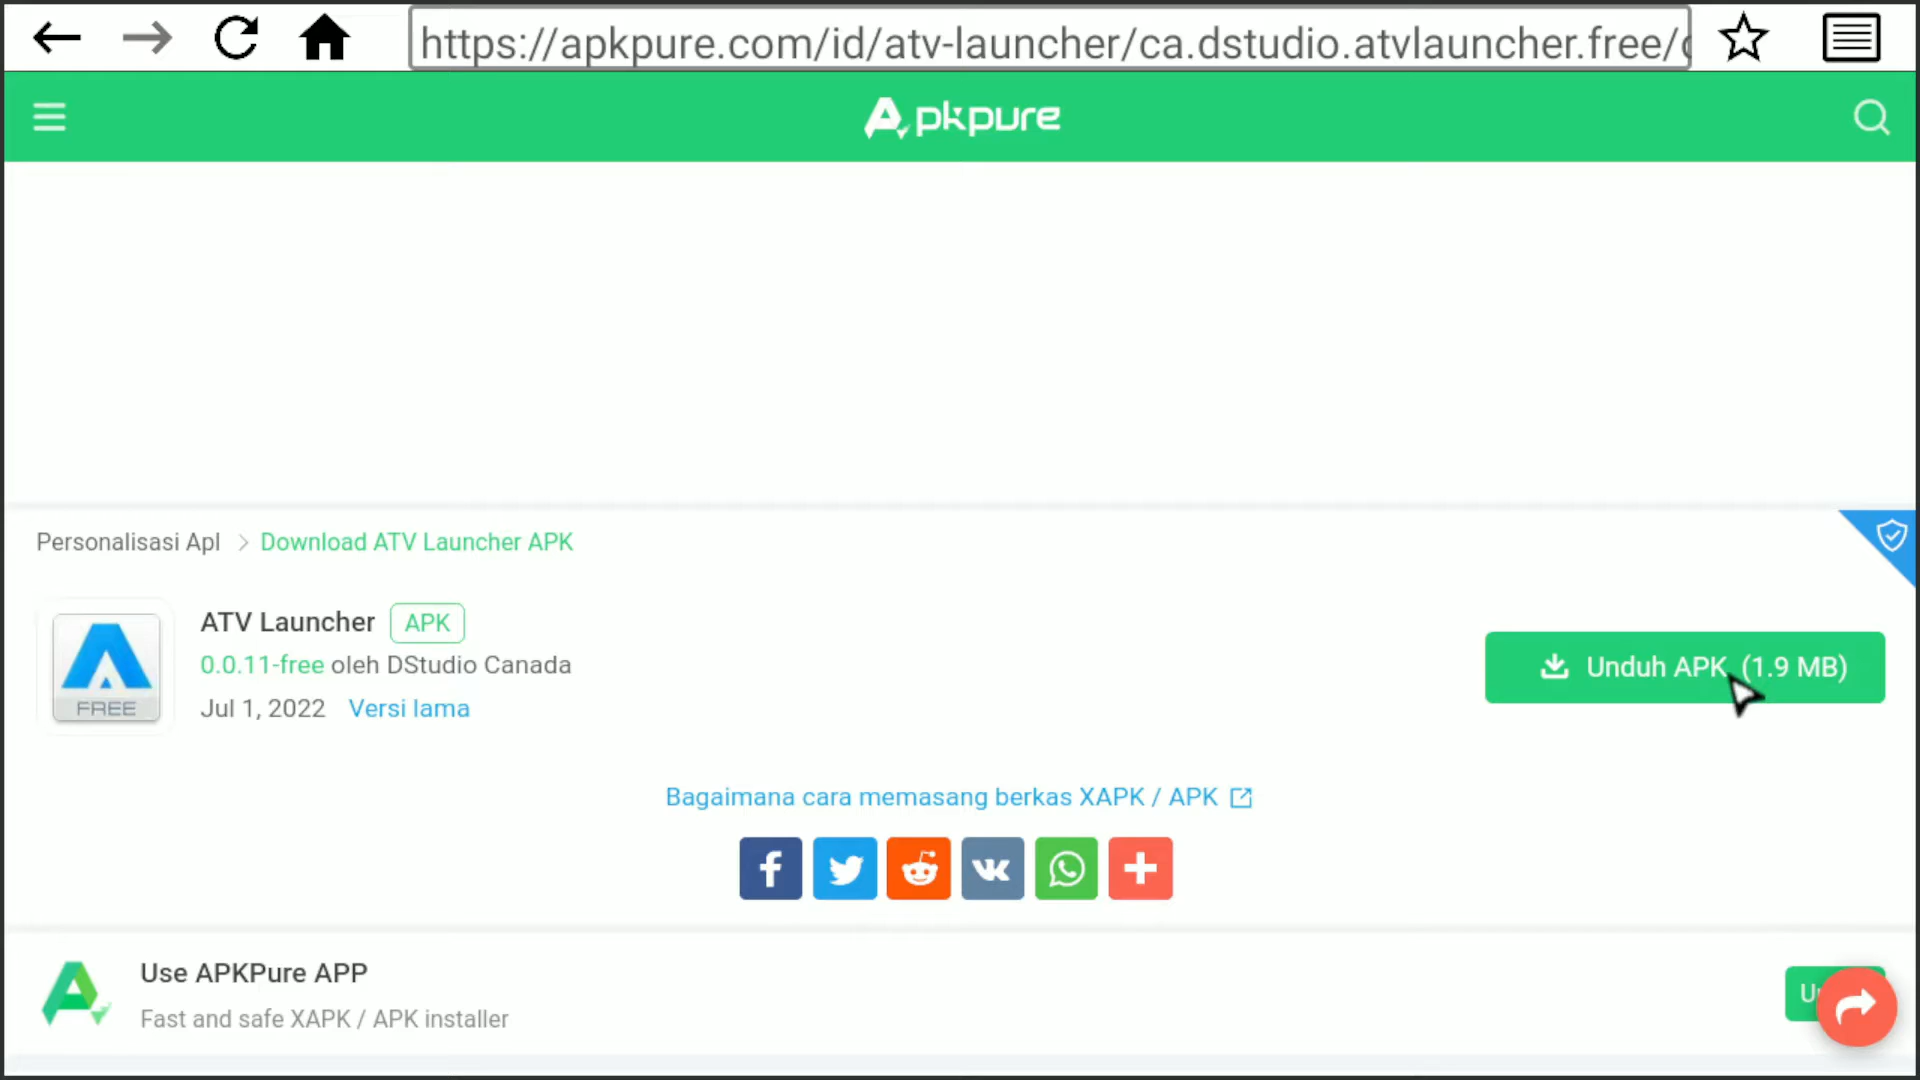 https://apkpure.com/id/atv-launcher/ca.dstudio.atvlauncher.free/
Apkpure
Personalisasi Apl > Download ATV Launcher APK
ATV Launcher APK
0.0.11-free oleh DStudio Canada
Jul 1, 2022 Versi lama
FREE
Unduh APK (1.9 MB)
Bagaimana cara memasang berkas XAPK / APK
Use APKPure APP
Fast and safe XAPK / APK installer